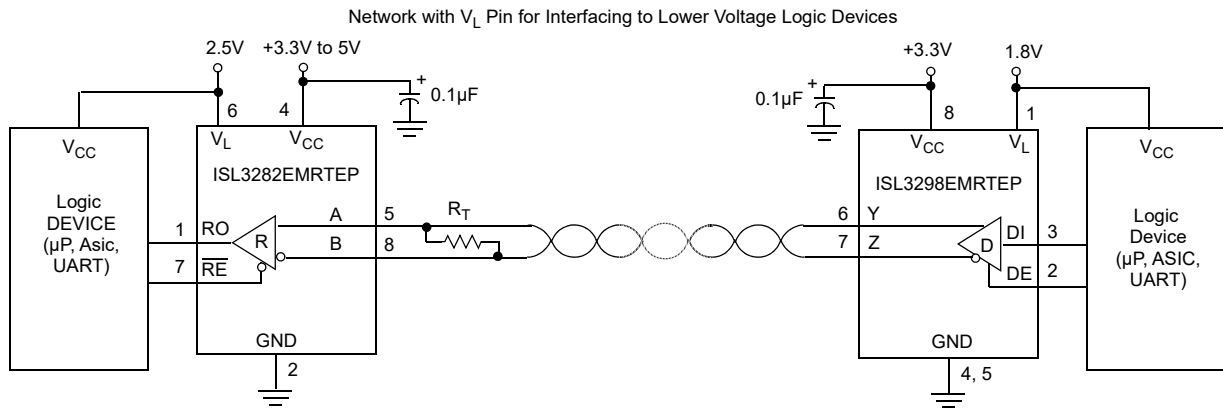 Network with VL Pin for Interfacing to Lower Voltage Logic Devices
2.5V
+3.3V to 5V
+
0.1µF
6
4
VL
VCC
ISL3282EMRTEP
VCC
Logic
DEVICE
(µP, Asic,
UART)
1
RO
7
RE
R
A
5
B
8
RT
GND
2
+3.3V
1.8V
+
0.1µF
8
1
VCC
VL
ISL3298EMRTEP
6
Y
7
Z
D
DI
3
DE
2
GND
4, 5
VCC
Logic
Device
(µP, ASIC,
UART)